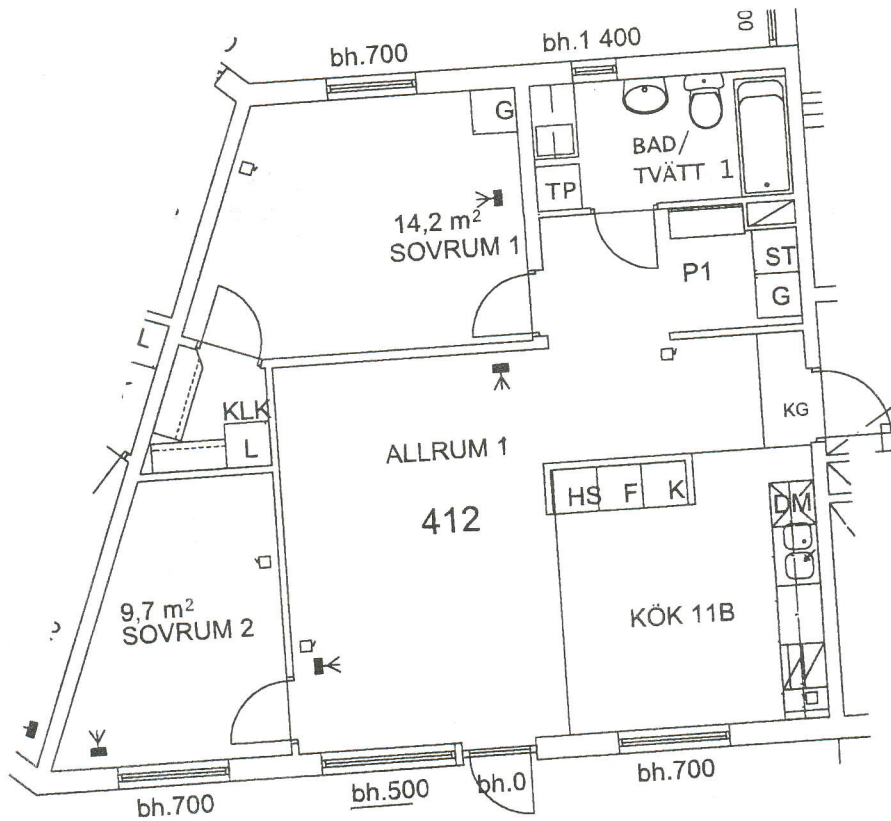 00
bh.700
bh.1 400
G
BAD/
TVÄTT 1
TP
14,2 m²
SOVRUM 1
P1
ST
G
L
KLK
L
KG
ALLRUM 1
412
HS F K
DM
9,7 m²
SOVRUM 2
KÖK 11B
bh.700
bh.500
bh.0
bh.700